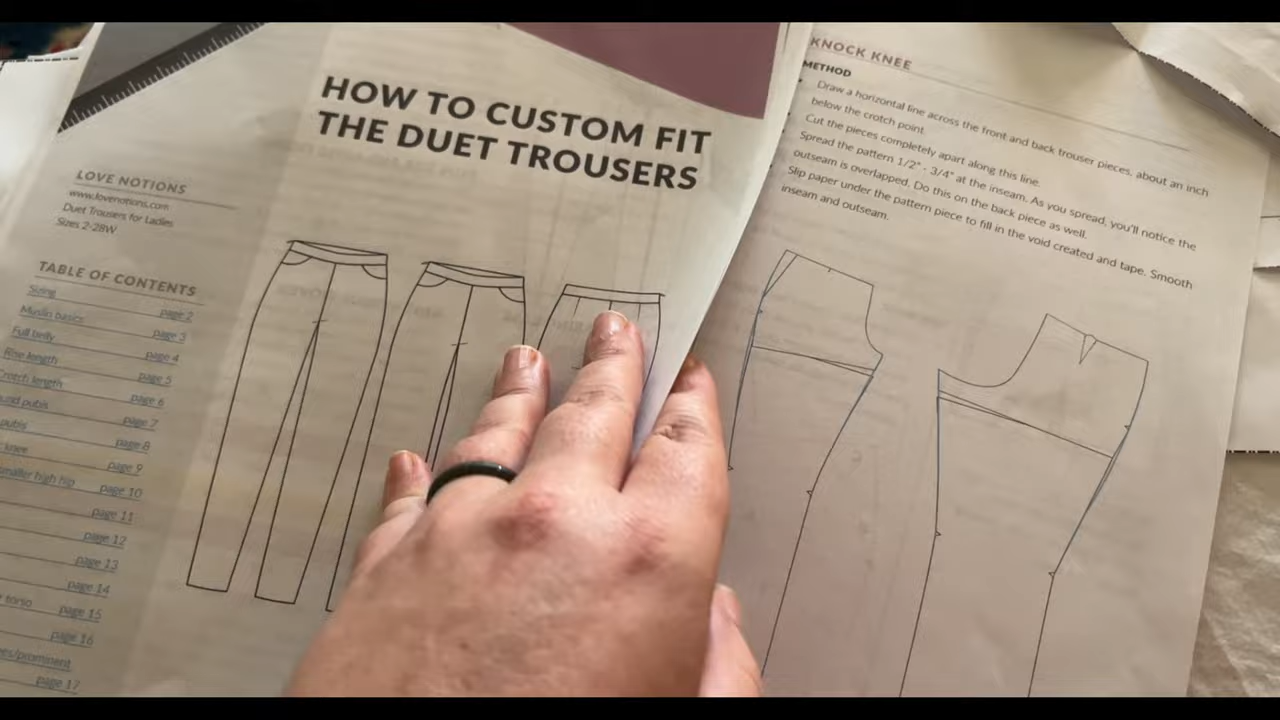 HOW TO CUSTOM FIT
THE DUET TROUSERS
LOVE NOTIONS
www.lovenotions.com
Duet Trousers for Ladies
Sizes 2-28W
TABLE OF CONTENTS
Sizing page 2
Muslin basics page 3
Full belly page 4
Rise length page 5
Crotch length page 6
page 7
pubis page 8
knee page 9
smaller high hip page 10
page 11
page 12
page 13
page 14
torso page 15
page 16
/prominent
page 17
KNOCK KNEE
METHOD
Draw a horizontal line across the front and back trouser pieces, about an inch
below the crotch point.
Cut the pieces completely apart along this line.
Spread the pattern 1/2" - 3/4" at the inseam. As you spread, you'll notice the
outseam is overlapped. Do this on the back piece as well.
Slip paper under the pattern piece to fill in the void created and tape. Smooth
inseam and outseam.